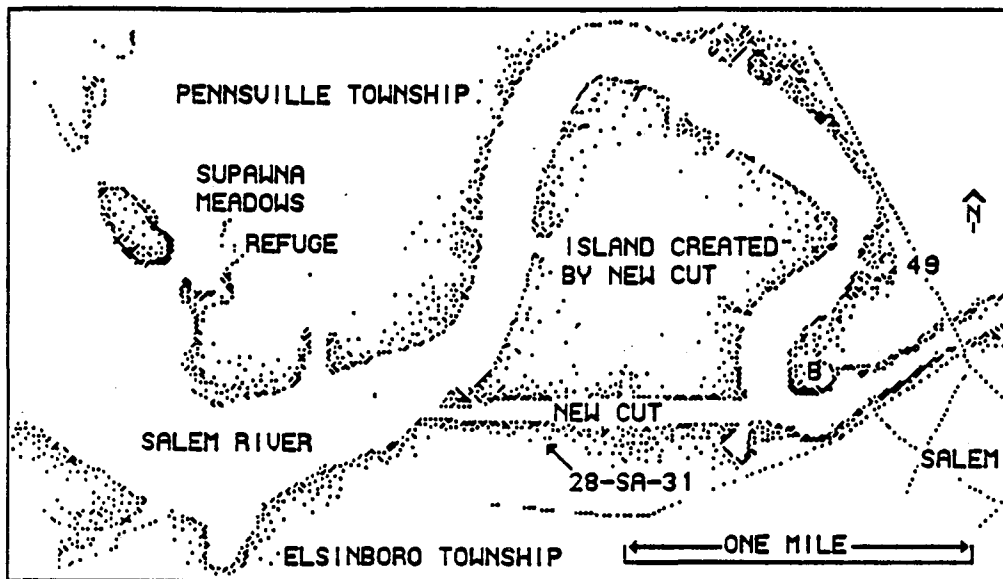 PENNSVILLE TOWNSHIP
SUPAWNA
MEADOWS
REFUGE
N
ISLAND CREATED
BY NEW CUT
49
B
NEW CUT
SALEM RIVER
28-SA-31
SALEM
ELSINBORO TOWNSHIP
ONE MILE